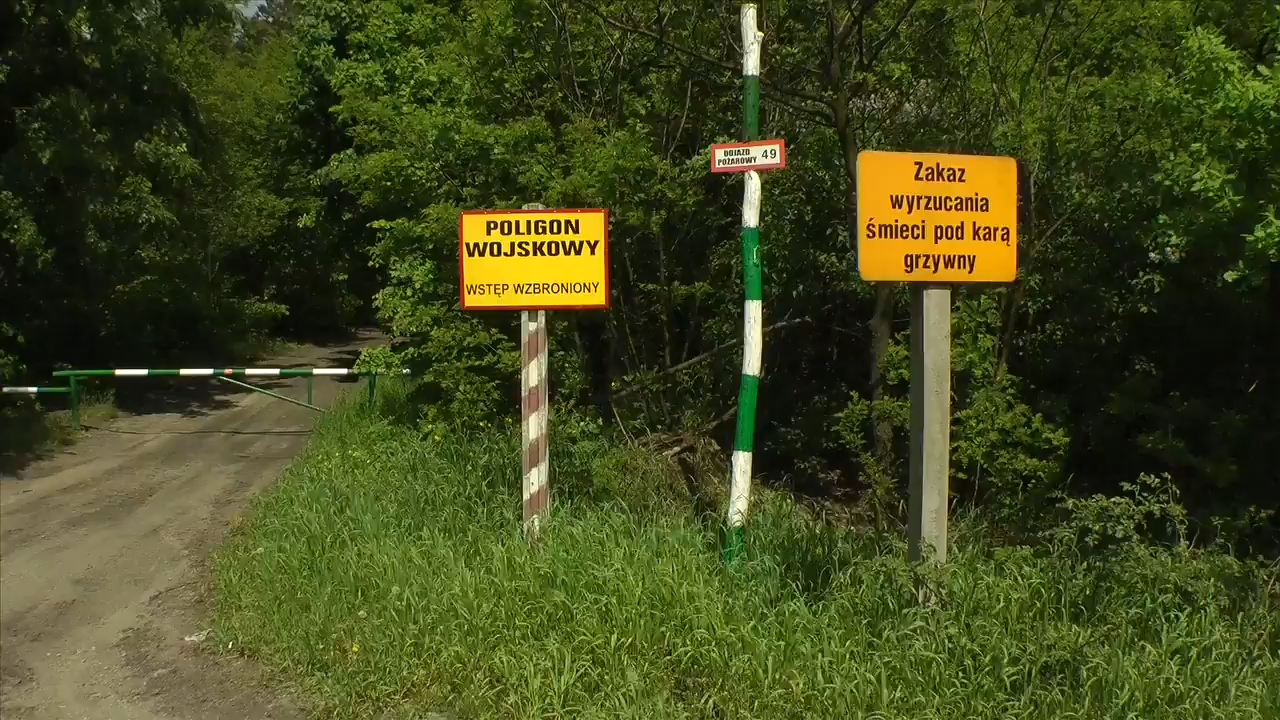 POLIGON
WOJSKOWY
WSTĘP WZBRONIONY
DOJAZD
POŻAROWY 49
Zakaz
wyrzucania
śmieci pod karą
grzywny